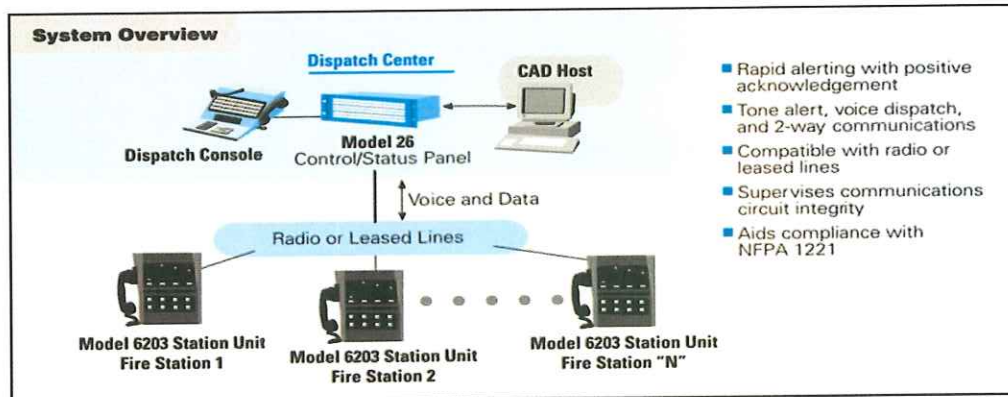 System Overview
Dispatch Center
CAD Host
Dispatch Console
Model 26
Control/Status Panel
Voice and Data
Radio or Leased Lines
Model 6203 Station Unit
Fire Station 1
Model 6203 Station Unit
Fire Station 2
Model 6203 Station Unit
Fire Station "N"
Rapid alerting with positive
acknowledgement
Tone alert, voice dispatch,
and 2-way communications
Compatible with radio or
leased lines
Supervises communications
circuit integrity
Aids compliance with
NFPA 1221